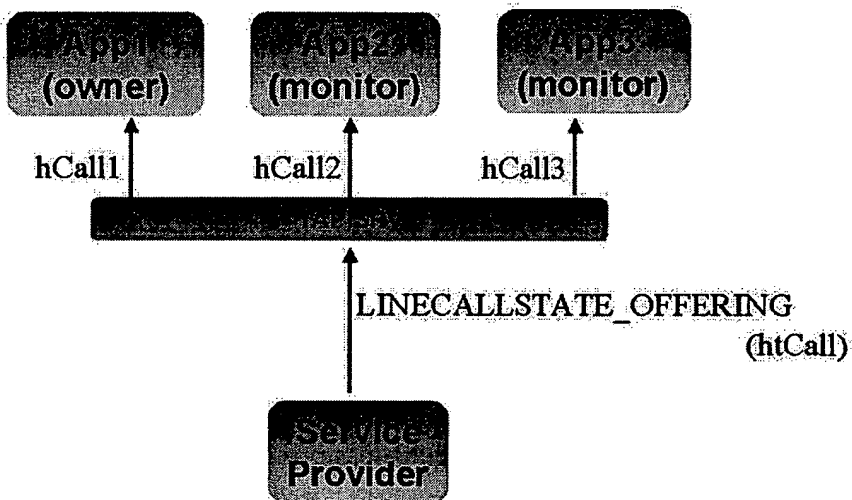 App1
(owner)
App2
(monitor)
App3
(monitor)
hCall1
hCall2
hCall3
LINECALLSTATE_OFFERING
(htCall)
Service
Provider